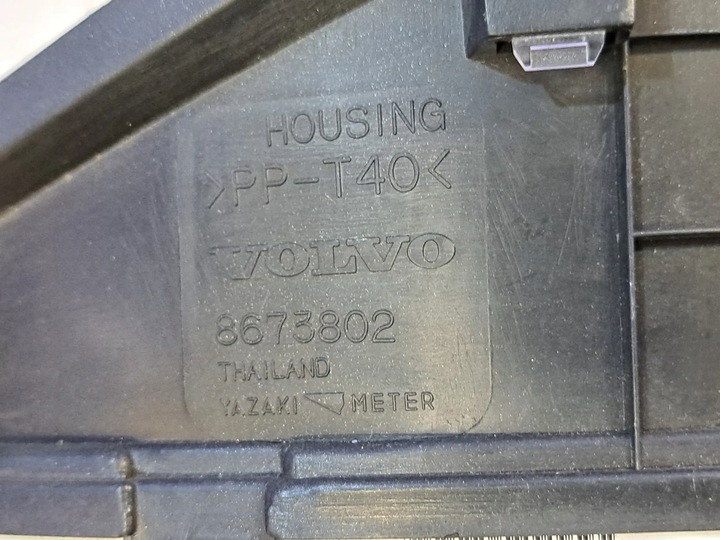 HOUSING
>PP-T40<
VOLVO
8673802
THAILAND
YAZAKI METER